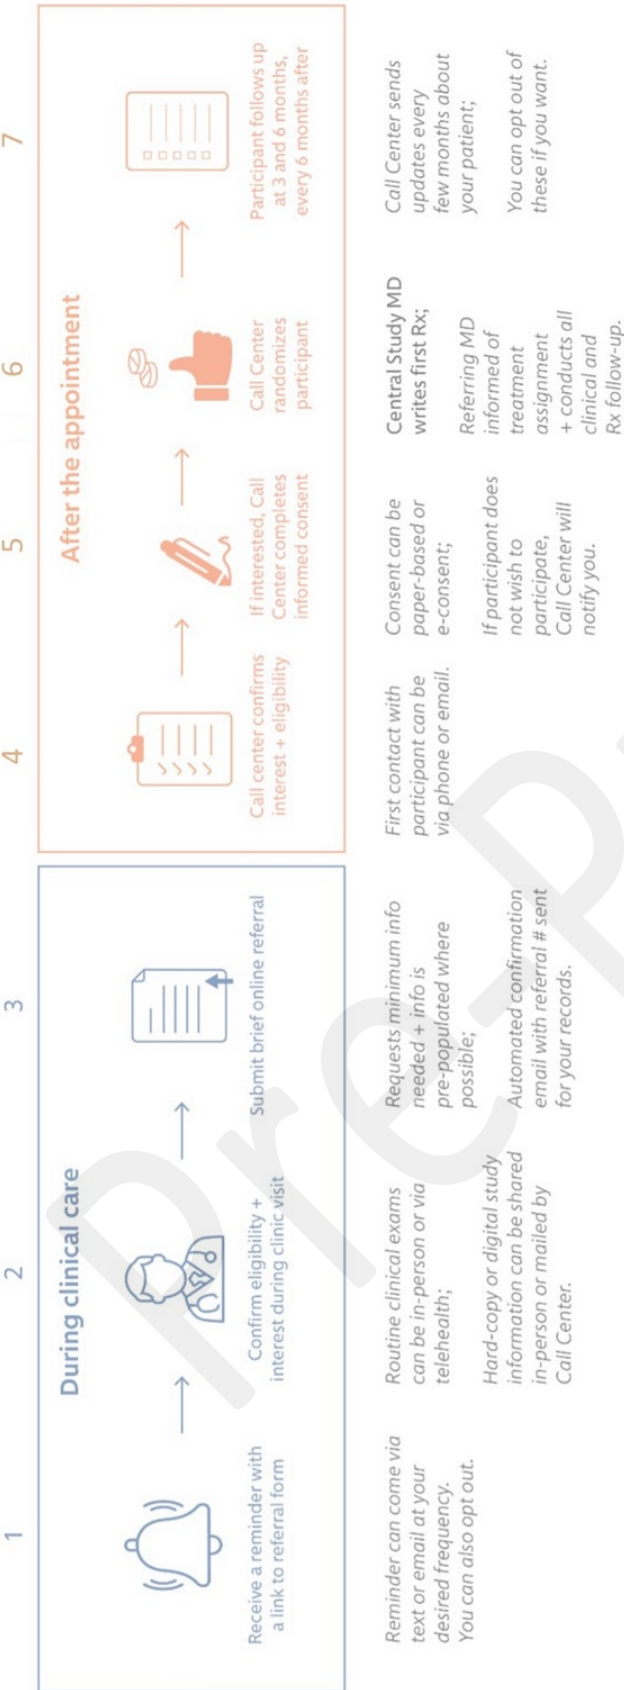 1
2
3
4
5
6
7
During clinical care
Receive a reminder with
a link to referral form
Confirm eligibility +
interest during clinic visit
Submit brief online referral
After the appointment
Call center confirms
interest + eligibility
If interested, Call
Center completes
informed consent
Call Center
randomizes
participant
Participant follows up
at 3 and 6 months,
every 6 months after
Reminder can come via
text or email at your
desired frequency.
You can also opt out.
Routine clinical exams
can be in-person or via
telehealth;
Hard-copy or digital study
information can be shared
in-person or mailed by
Call Center.
Requests minimum info
needed + info is
pre-populated where
possible;
Automated confirmation
email with referral # sent
for your records.
First contact with
participant can be
via phone or email.
Consent can be
paper-based or
e-consent;
If participant does
not wish to
participate,
Call Center will
notify you.
Central Study MD
writes first Rx;
Referring MD
informed of
treatment
assignment
+ conducts all
clinical and
Rx follow-up.
Call Center sends
updates every
few months about
your patient;
You can opt out of
these if you want.
Pre-P